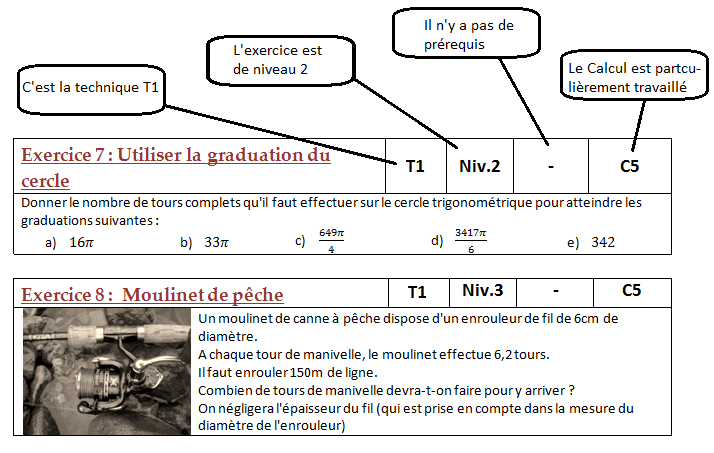 Il n'y a pas de
prérequis
L'exercice est
de niveau 2
Le Calcul est partcu-
lièrement travaillé
C'est la technique T1
Exercice 7 : Utiliser la graduation du
cercle
T1 Niv.2 - C5
Donner le nombre de tours complets qu'il faut effectuer sur le cercle trigonométrique pour atteindre les
graduations suivantes :
a) 16π b) 33π c) 649π/4 d) 3417π/6 e) 342
Exercice 8 : Moulinet de pêche T1 Niv.3 - C5
Un moulinet de canne à pêche dispose d'un enrouleur de fil de 6cm de
diamètre.
A chaque tour de manivelle, le moulinet effectue 6,2 tours.
Il faut enrouler 150m de ligne.
Combien de tours de manivelle devra-t-on faire pour y arriver ?
On négligera l'épaisseur du fil (qui est prise en compte dans la mesure du
diamètre de l'enrouleur)